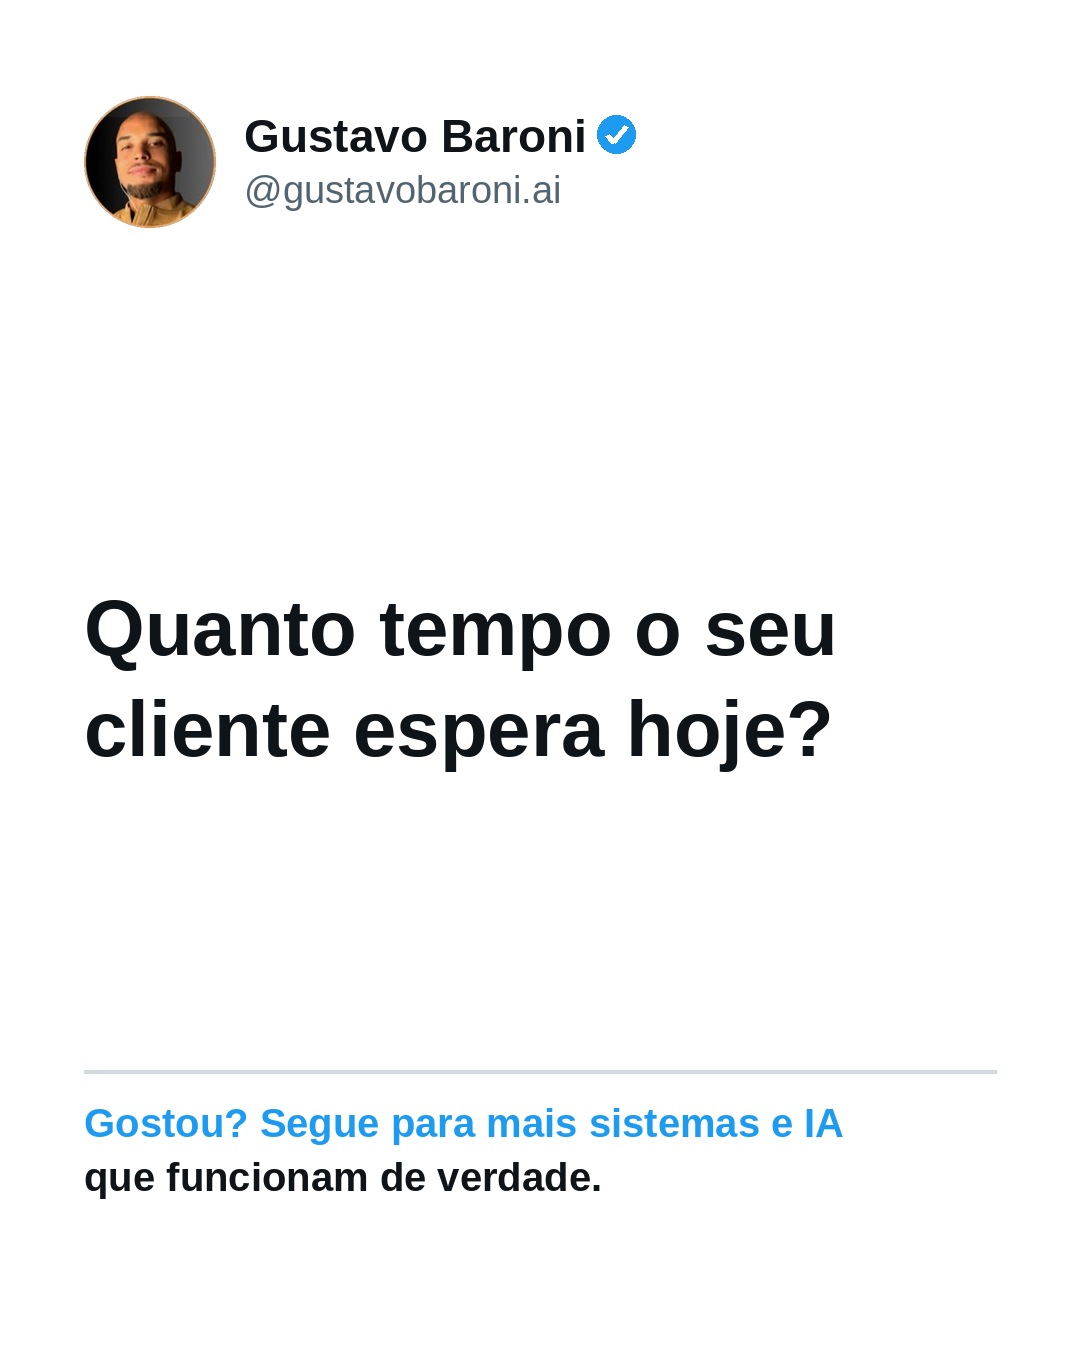 Gustavo Baroni
@gustavobaroni.ai
Quanto tempo o seu
cliente espera hoje?
Gostou? Segue para mais sistemas e IA
que funcionam de verdade.